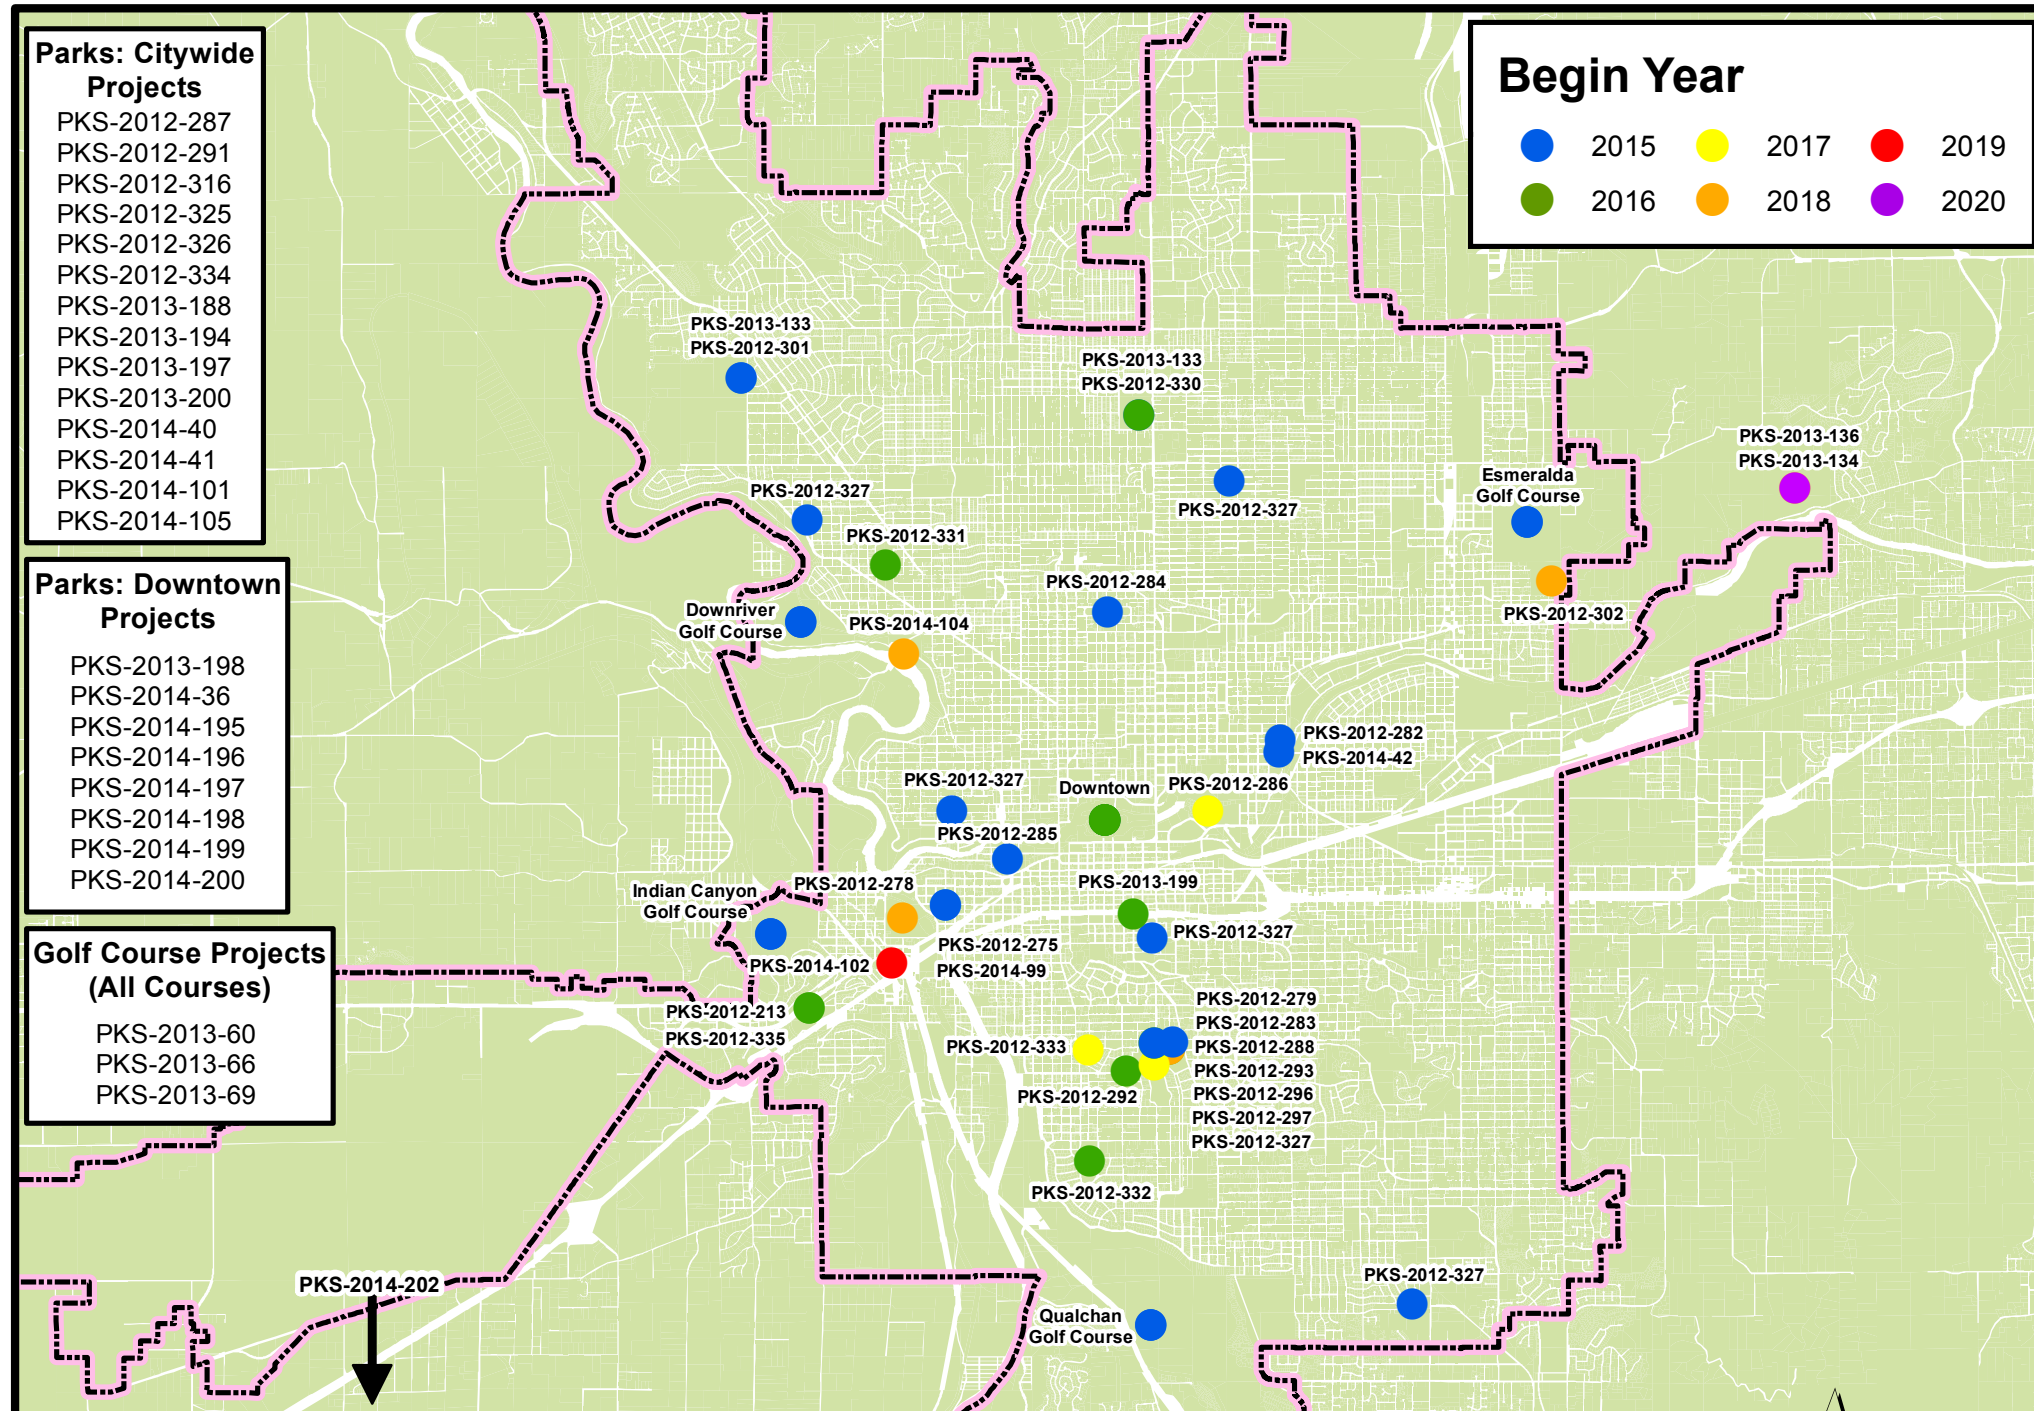 Parks: Citywide
Projects
PKS-2012-287
PKS-2012-291
PKS-2012-316
PKS-2012-325
PKS-2012-326
PKS-2012-334
PKS-2013-188
PKS-2013-194
PKS-2013-197
PKS-2013-200
PKS-2014-40
PKS-2014-41
PKS-2014-101
PKS-2014-105
Parks: Downtown
Projects
PKS-2013-198
PKS-2014-36
PKS-2014-195
PKS-2014-196
PKS-2014-197
PKS-2014-198
PKS-2014-199
PKS-2014-200
Golf Course Projects
(All Courses)
PKS-2013-60
PKS-2013-66
PKS-2013-69
Begin Year
2015 2017 2019
2016 2018 2020
PKS-2013-133
PKS-2012-301
PKS-2013-133
PKS-2012-330
PKS-2013-136
PKS-2013-134
Esmeralda
Golf Course
PKS-2012-327
PKS-2012-327
PKS-2012-331
PKS-2012-284
PKS-2012-302
Downriver
Golf Course
PKS-2014-104
PKS-2012-282
PKS-2014-42
PKS-2012-327
Downtown
PKS-2012-286
PKS-2012-285
PKS-2012-278
PKS-2013-199
Indian Canyon
Golf Course
PKS-2012-327
PKS-2012-275
PKS-2014-99
PKS-2014-102
PKS-2012-213
PKS-2012-335
PKS-2012-279
PKS-2012-283
PKS-2012-288
PKS-2012-293
PKS-2012-296
PKS-2012-297
PKS-2012-327
PKS-2012-333
PKS-2012-292
PKS-2012-332
PKS-2014-202
PKS-2012-327
Qualchan
Golf Course